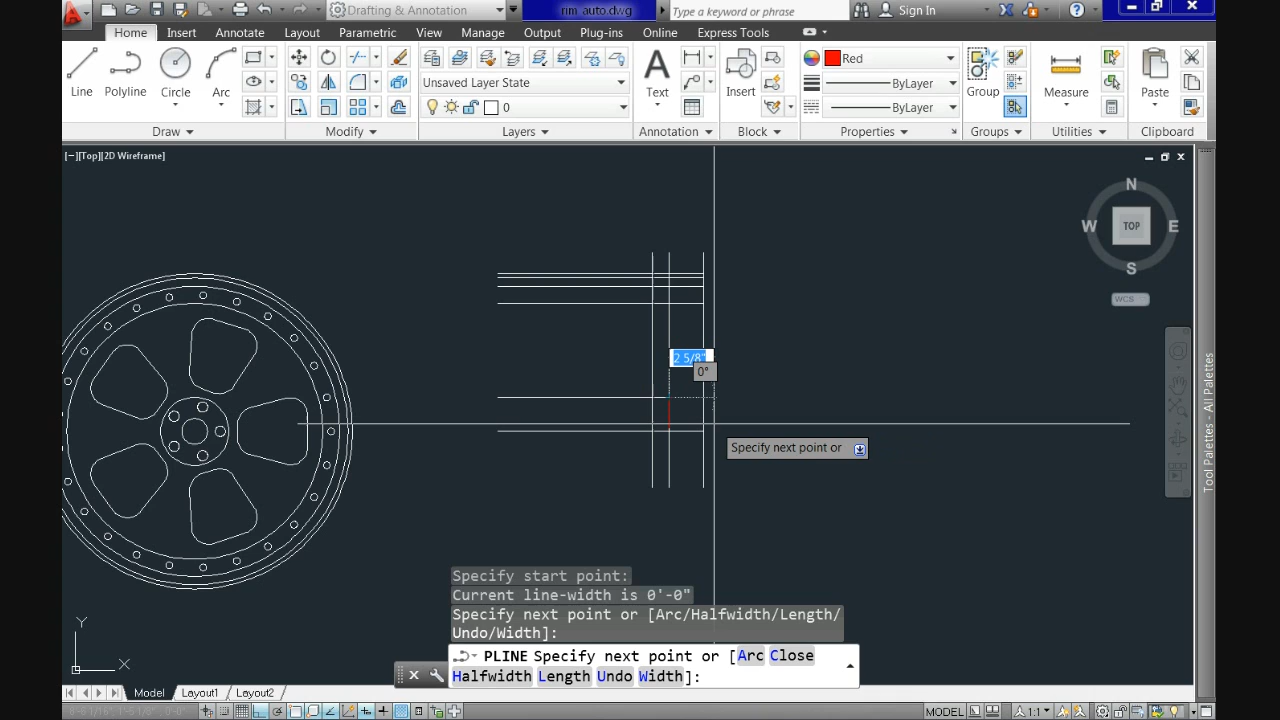 Drafting & Annotation
rim_auto.dwg
Type a keyword or phrase
Sign In
Home Insert Annotate Layout Parametric View Manage Output Plug-ins Online Express Tools
Unsaved Layer State
Red
Line Polyline Circle Arc
Text
Insert
ByLayer
Group
Measure
Paste
0
ByLayer
Draw Modify Layers Annotation Block Properties Groups Utilities Clipboard
[−][Top][2D Wireframe]
N
W TOP E
S
WCS
2 5/8"
0°
Specify next point or
Tool Palettes - All Palettes
Specify start point:
Current line-width is 0'-0"
Specify next point or [Arc/Halfwidth/Length/
Undo/Width]:
PLINE Specify next point or [Arc Close
Halfwidth Length Undo Width]:
Y
X
Model Layout1 Layout2
MODEL
1:1